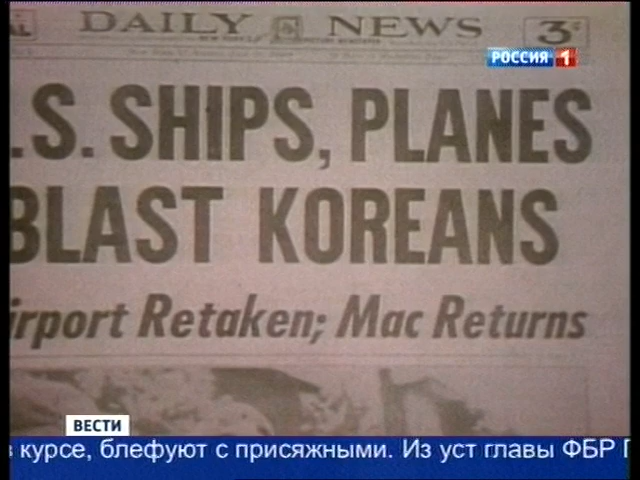 DAILY NEWS 3¢
РОССИЯ 1
.S. SHIPS, PLANES
BLAST KOREANS
irport Retaken; Mac Returns
ВЕСТИ
в курсе, блефуют с присяжными. Из уст главы ФБР